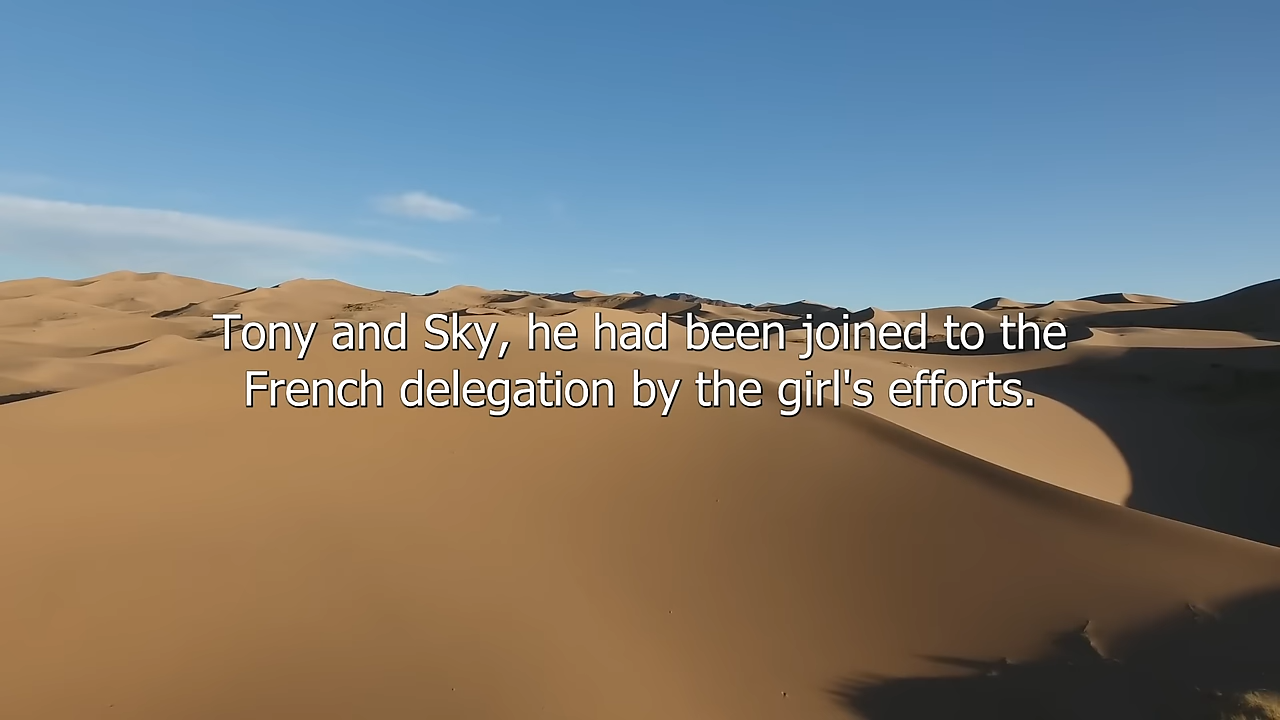 Tony and Sky, he had been joined to the
French delegation by the girl's efforts.